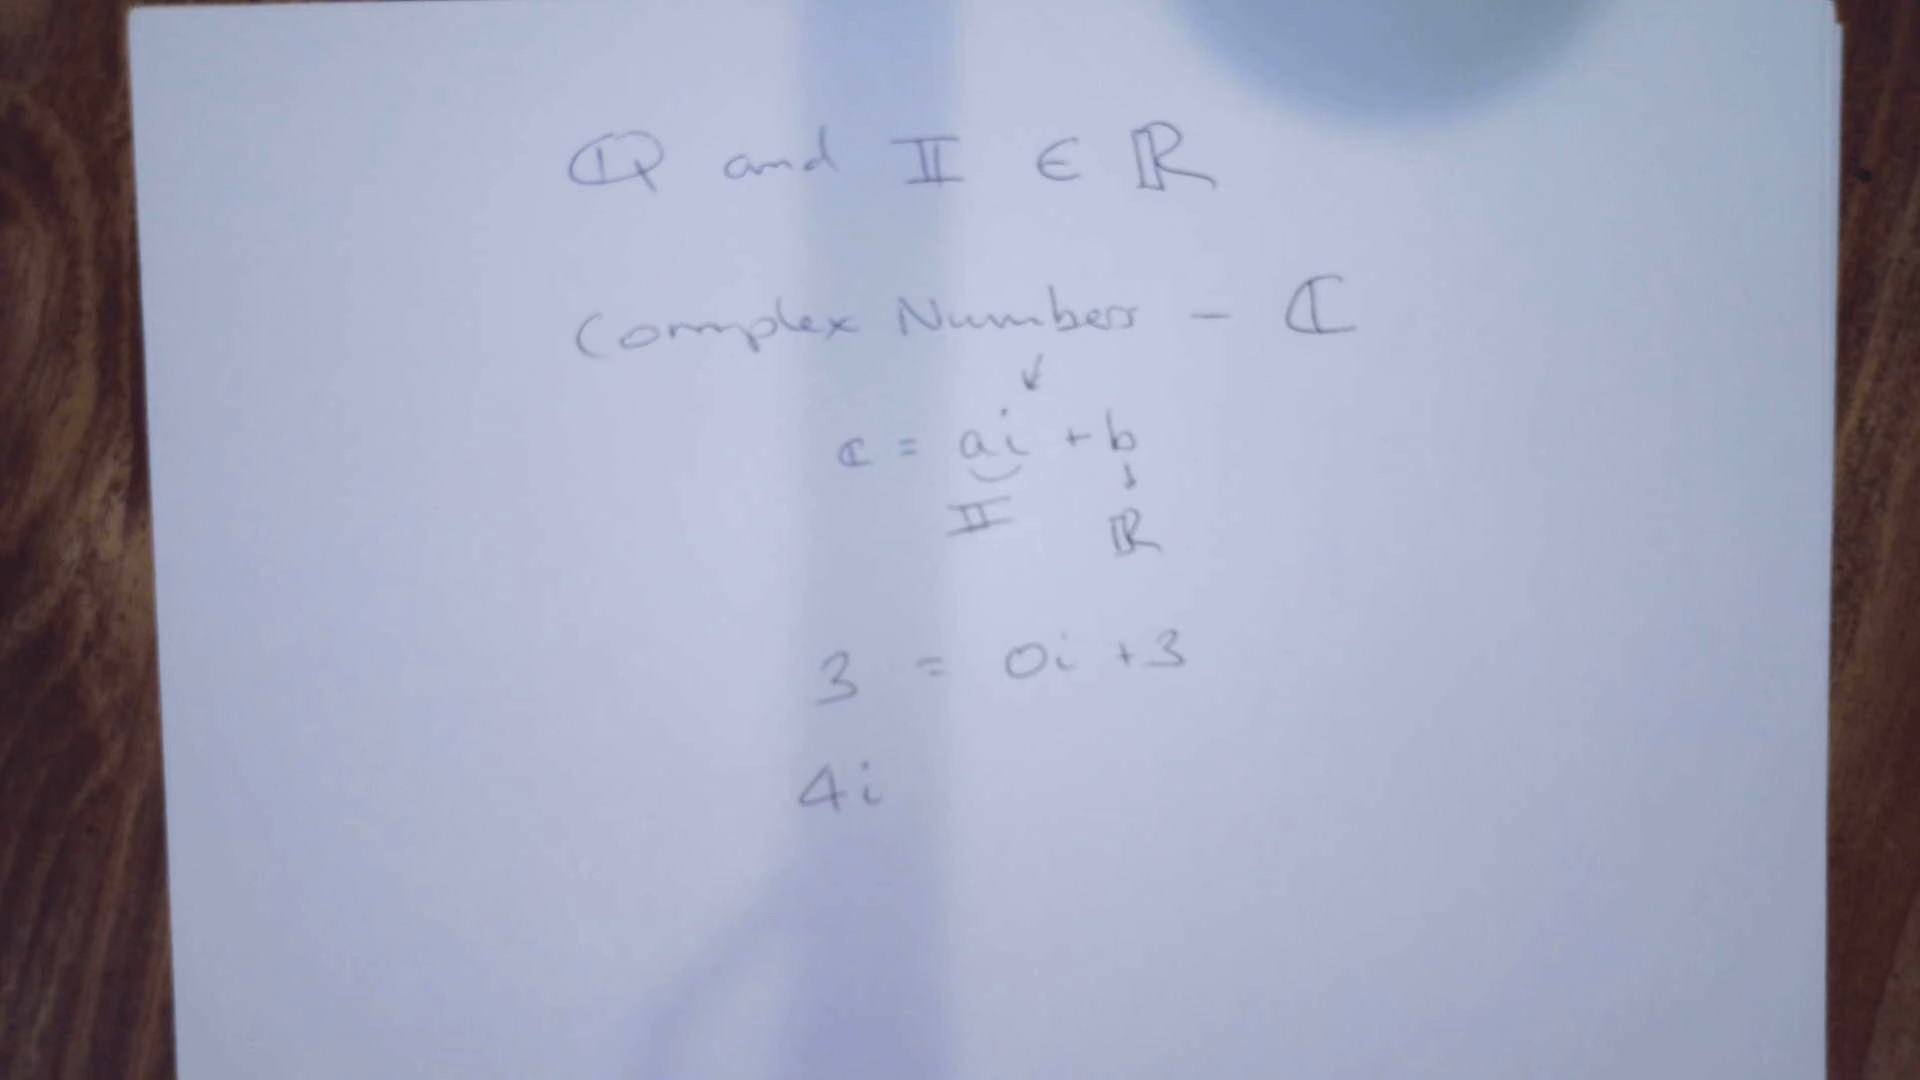 ℚ and 𝕀 ∈ ℝ
Complex Numbers - ℂ
↓
c = ai + b
↓
𝕀 ℝ
3 = 0i + 3
4i